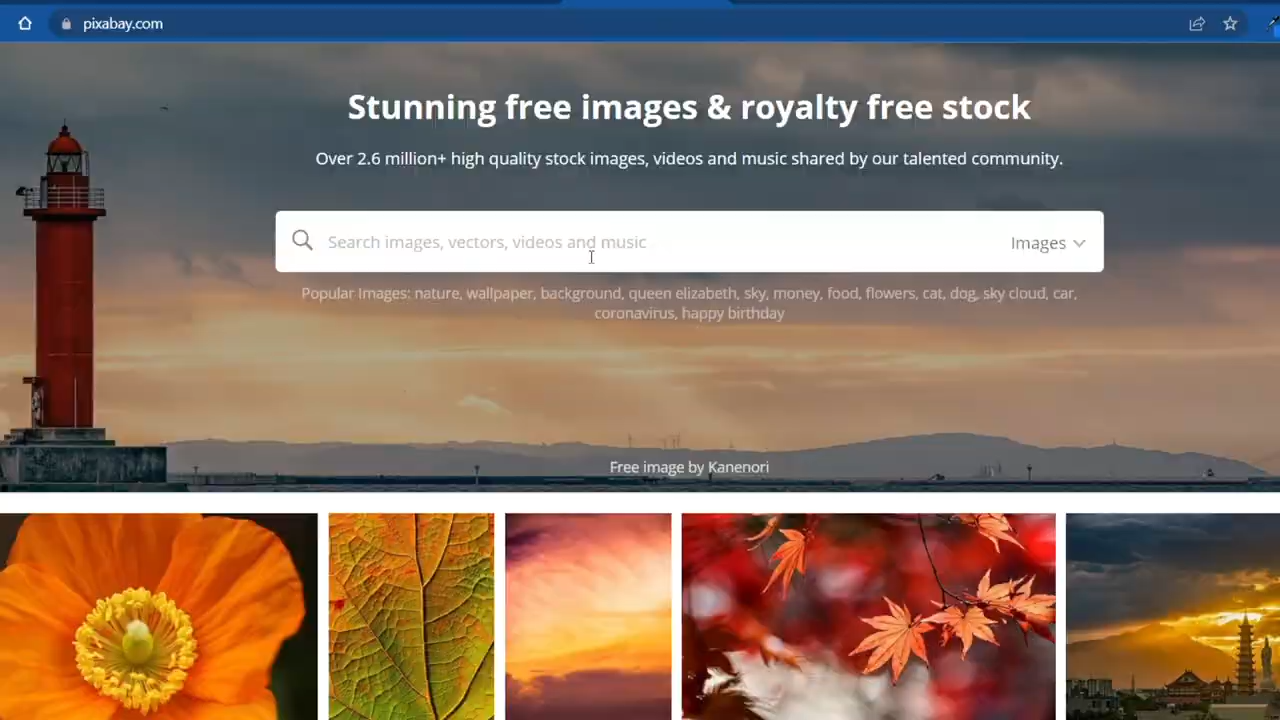 pixabay.com
Stunning free images & royalty free stock
Over 2.6 million+ high quality stock images, videos and music shared by our talented community.
Search images, vectors, videos and music
Images
Popular Images: nature, wallpaper, background, queen elizabeth, sky, money, food, flowers, cat, dog, sky cloud, car,
coronavirus, happy birthday
Free image by Kanenori